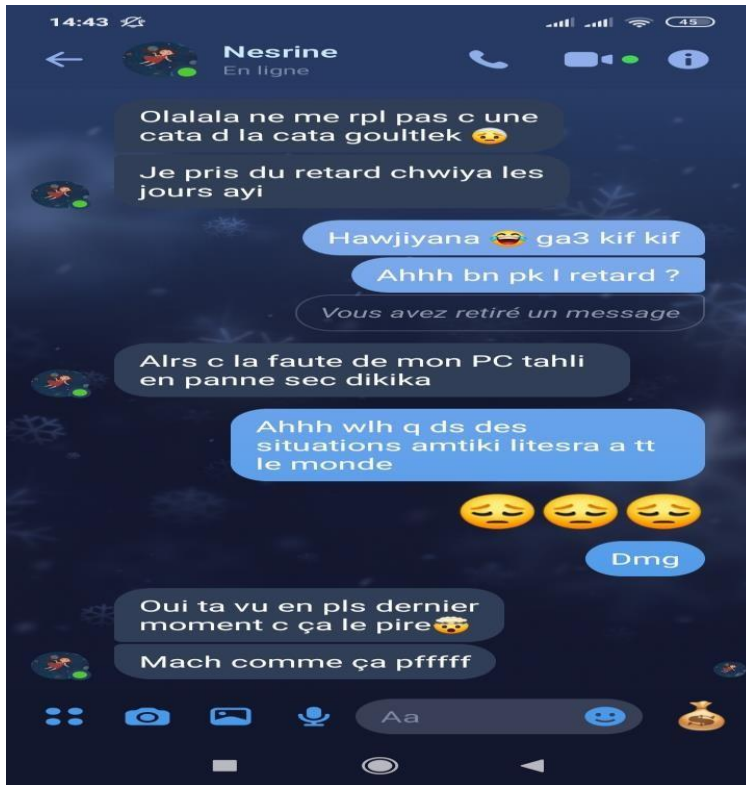 14:43 45
Nesrine
En ligne
Olalala ne me rpl pas c une
cata d la cata goultlek 🤕
Je pris du retard chwiya les
jours ayi
Hawjiyana 😂 ga3 kif kif
Ahhh bn pk l retard ?
Vous avez retiré un message
Alrs c la faute de mon PC tahli
en panne sec dikika
Ahhh wlh q ds des
situations amtiki litesra a tt
le monde
😔😔😔
Dmg
Oui ta vu en pls dernier
moment c ça le pire🤯
Mach comme ça pfffff
Aa